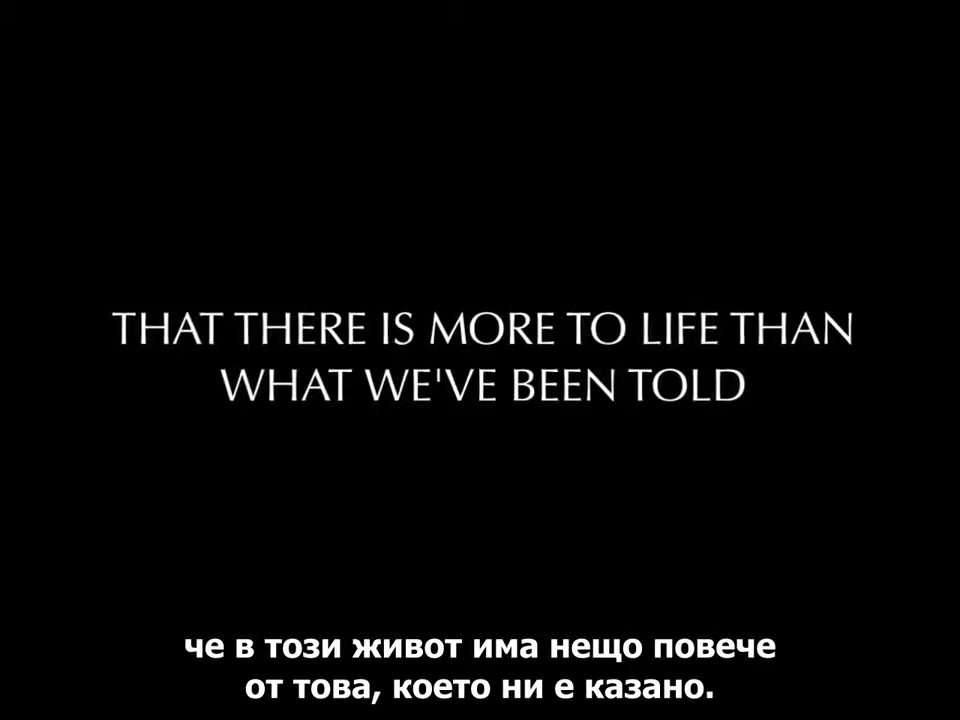 THAT THERE IS MORE TO LIFE THAN
WHAT WE'VE BEEN TOLD
че в този живот има нещо повече
от това, което ни е казано.